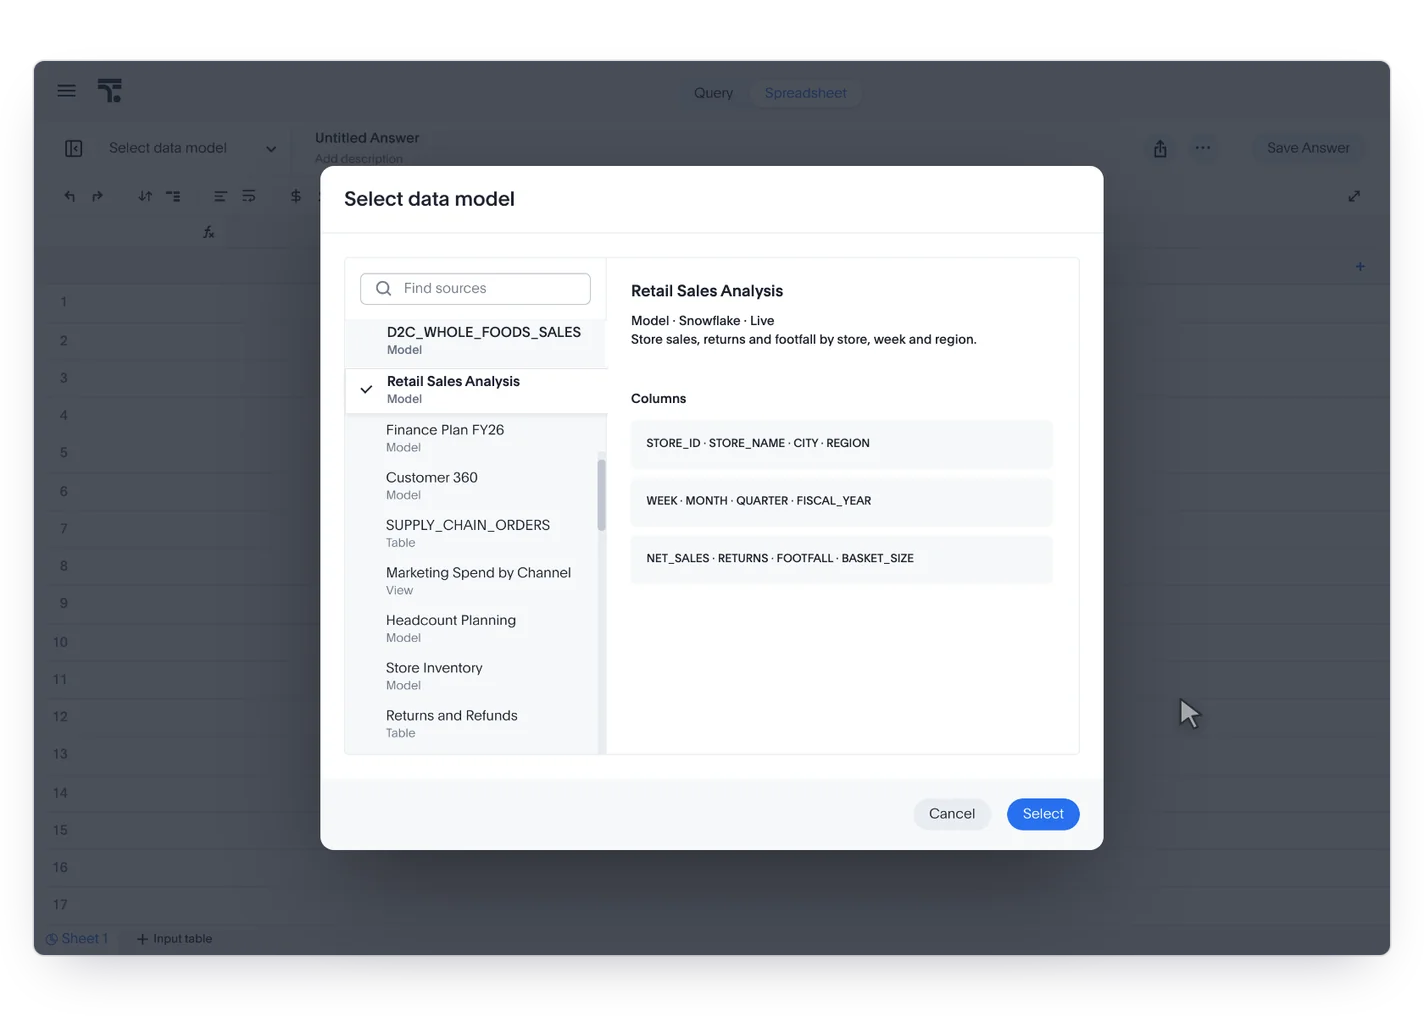 Query
Spreadsheet
Select data model
Untitled Answer
Add description
Save Answer
$
fx
Select data model
Find sources
D2C_WHOLE_FOODS_SALES
Model
Retail Sales Analysis
Model
Finance Plan FY26
Model
Customer 360
Model
SUPPLY_CHAIN_ORDERS
Table
Marketing Spend by Channel
View
Headcount Planning
Model
Store Inventory
Model
Returns and Refunds
Table
Retail Sales Analysis
Model · Snowflake · Live
Store sales, returns and footfall by store, week and region.
Columns
STORE_ID · STORE_NAME · CITY · REGION
WEEK · MONTH · QUARTER · FISCAL_YEAR
NET_SALES · RETURNS · FOOTFALL · BASKET_SIZE
Cancel
Select
1
2
3
4
5
6
7
8
9
10
11
12
13
14
15
16
17
Sheet 1
+ Input table